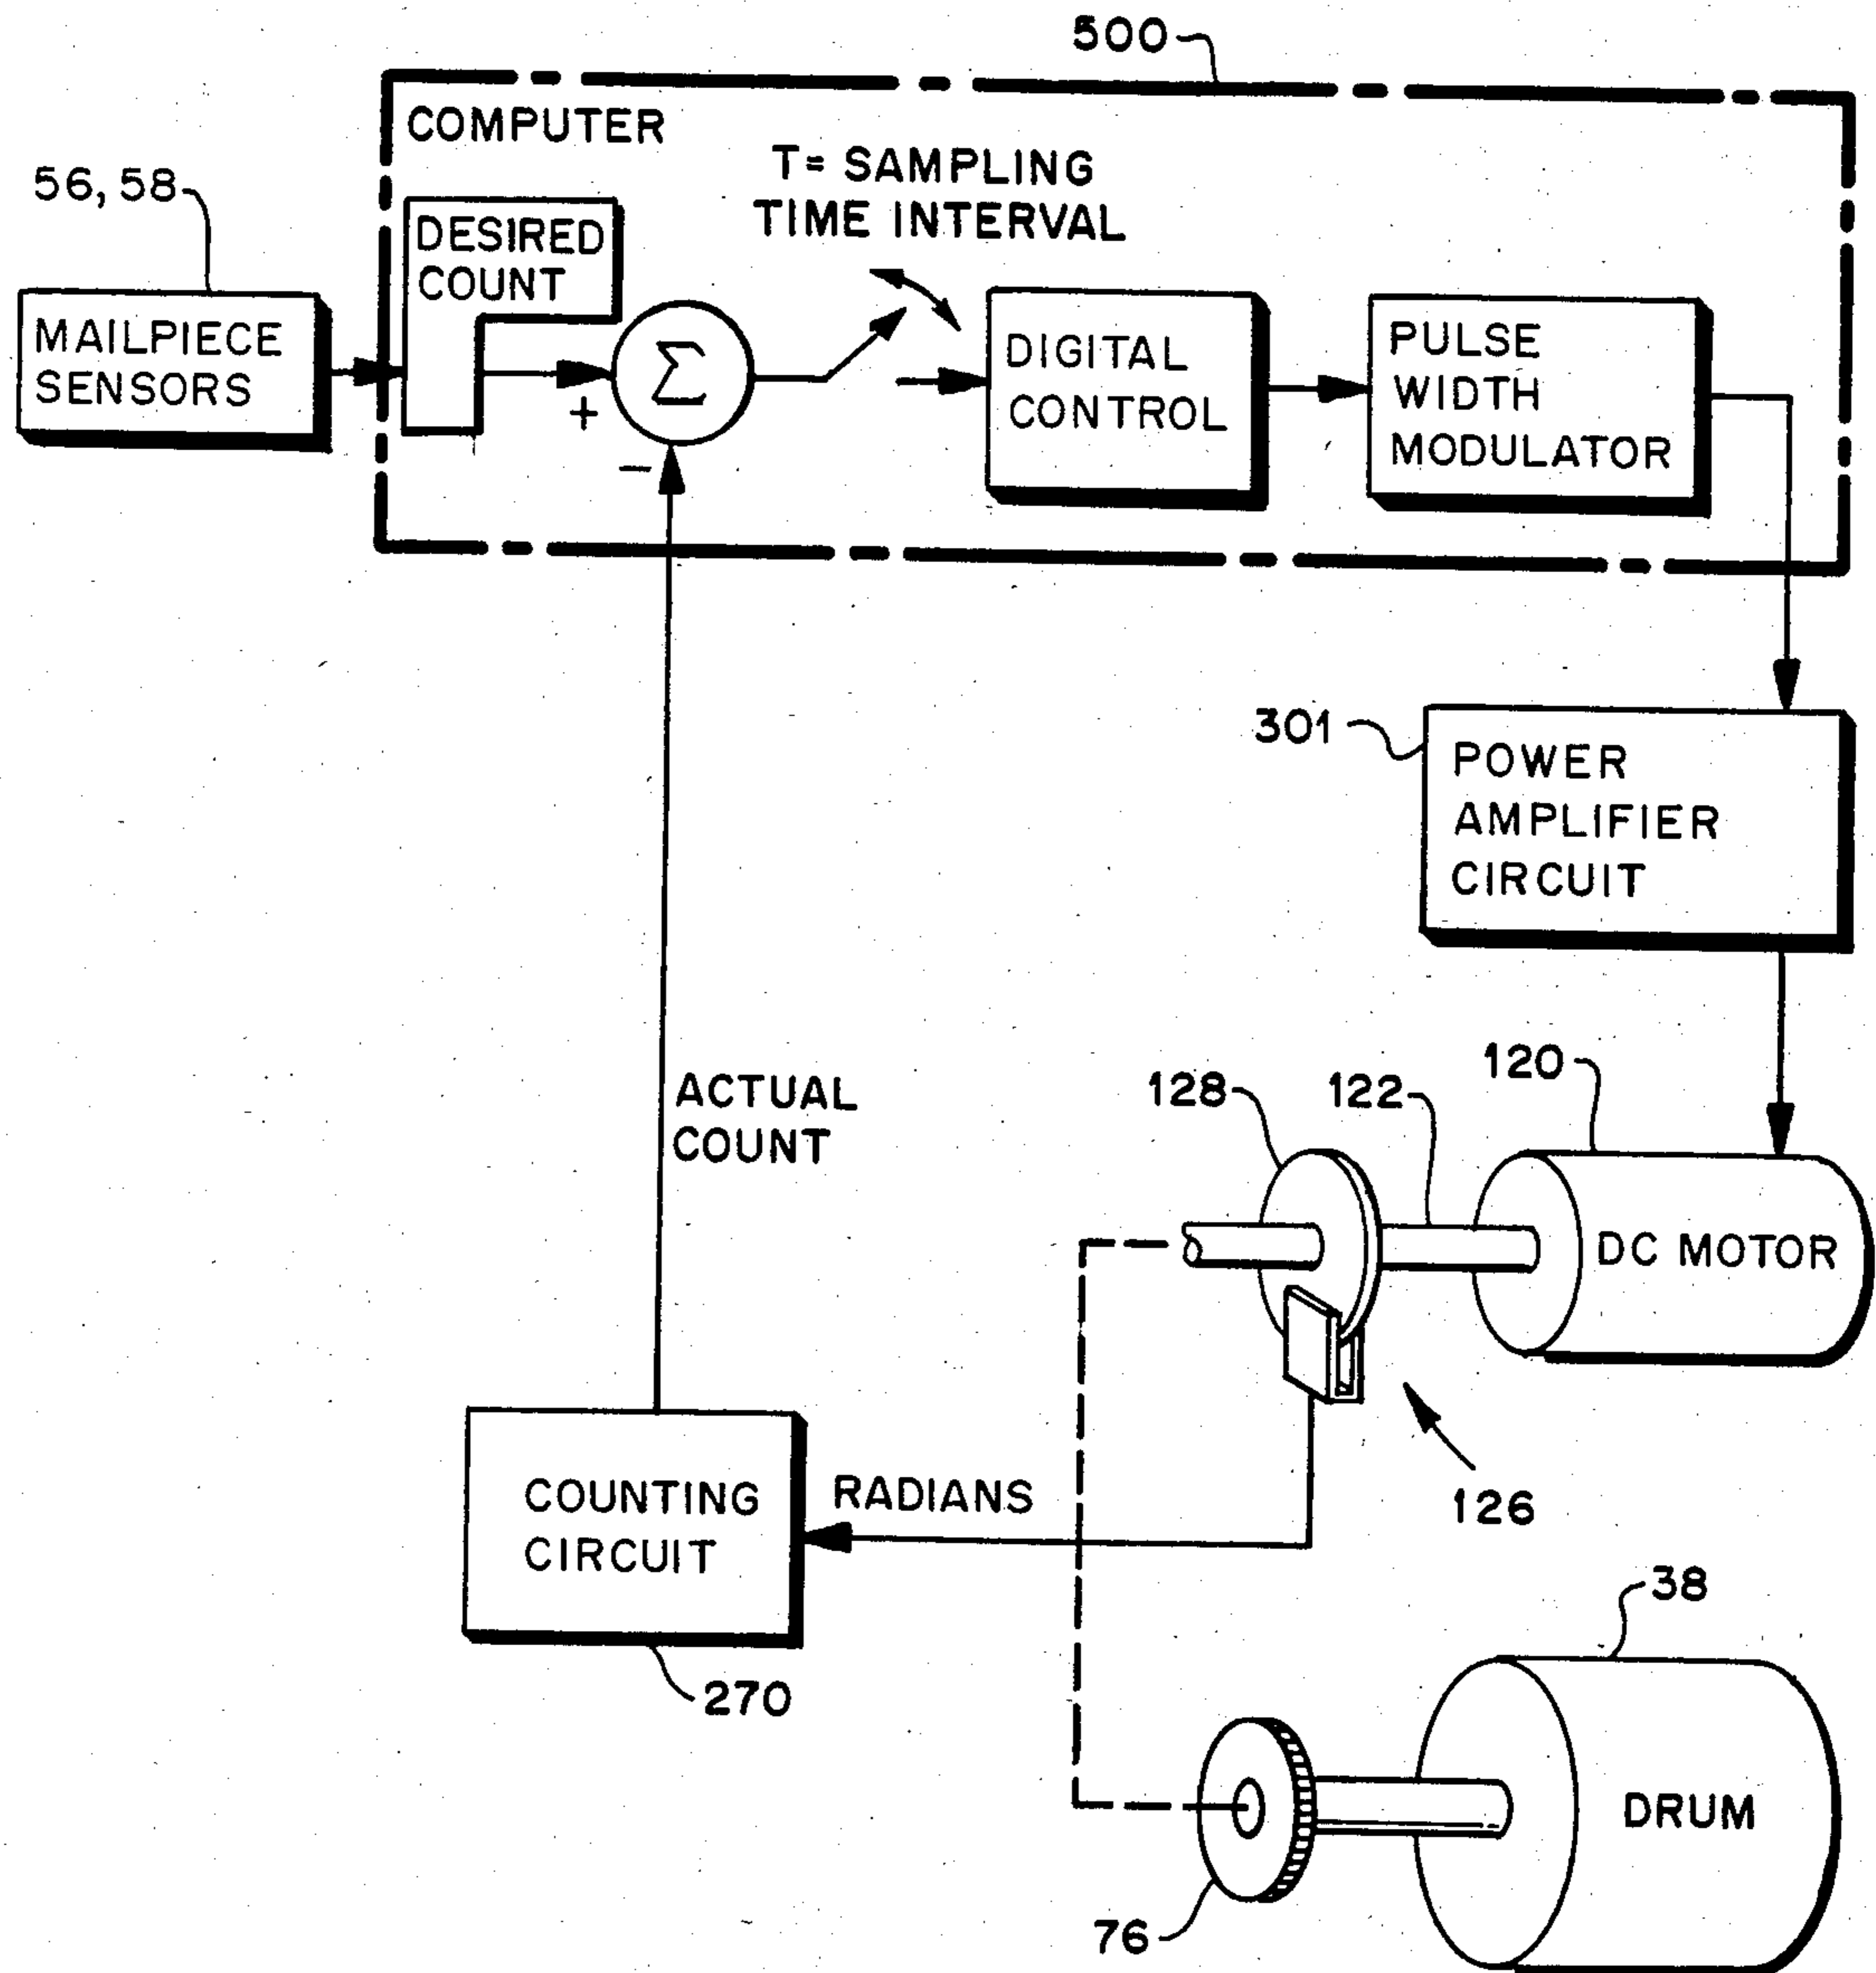 500
COMPUTER
T= SAMPLING
TIME INTERVAL
56, 58
DESIRED
COUNT
MAILPIECE
SENSORS
Σ
+
−
DIGITAL
CONTROL
PULSE
WIDTH
MODULATOR
301
POWER
AMPLIFIER
CIRCUIT
ACTUAL
COUNT
128
122
120
DC MOTOR
126
COUNTING
CIRCUIT
RADIANS
270
38
DRUM
76